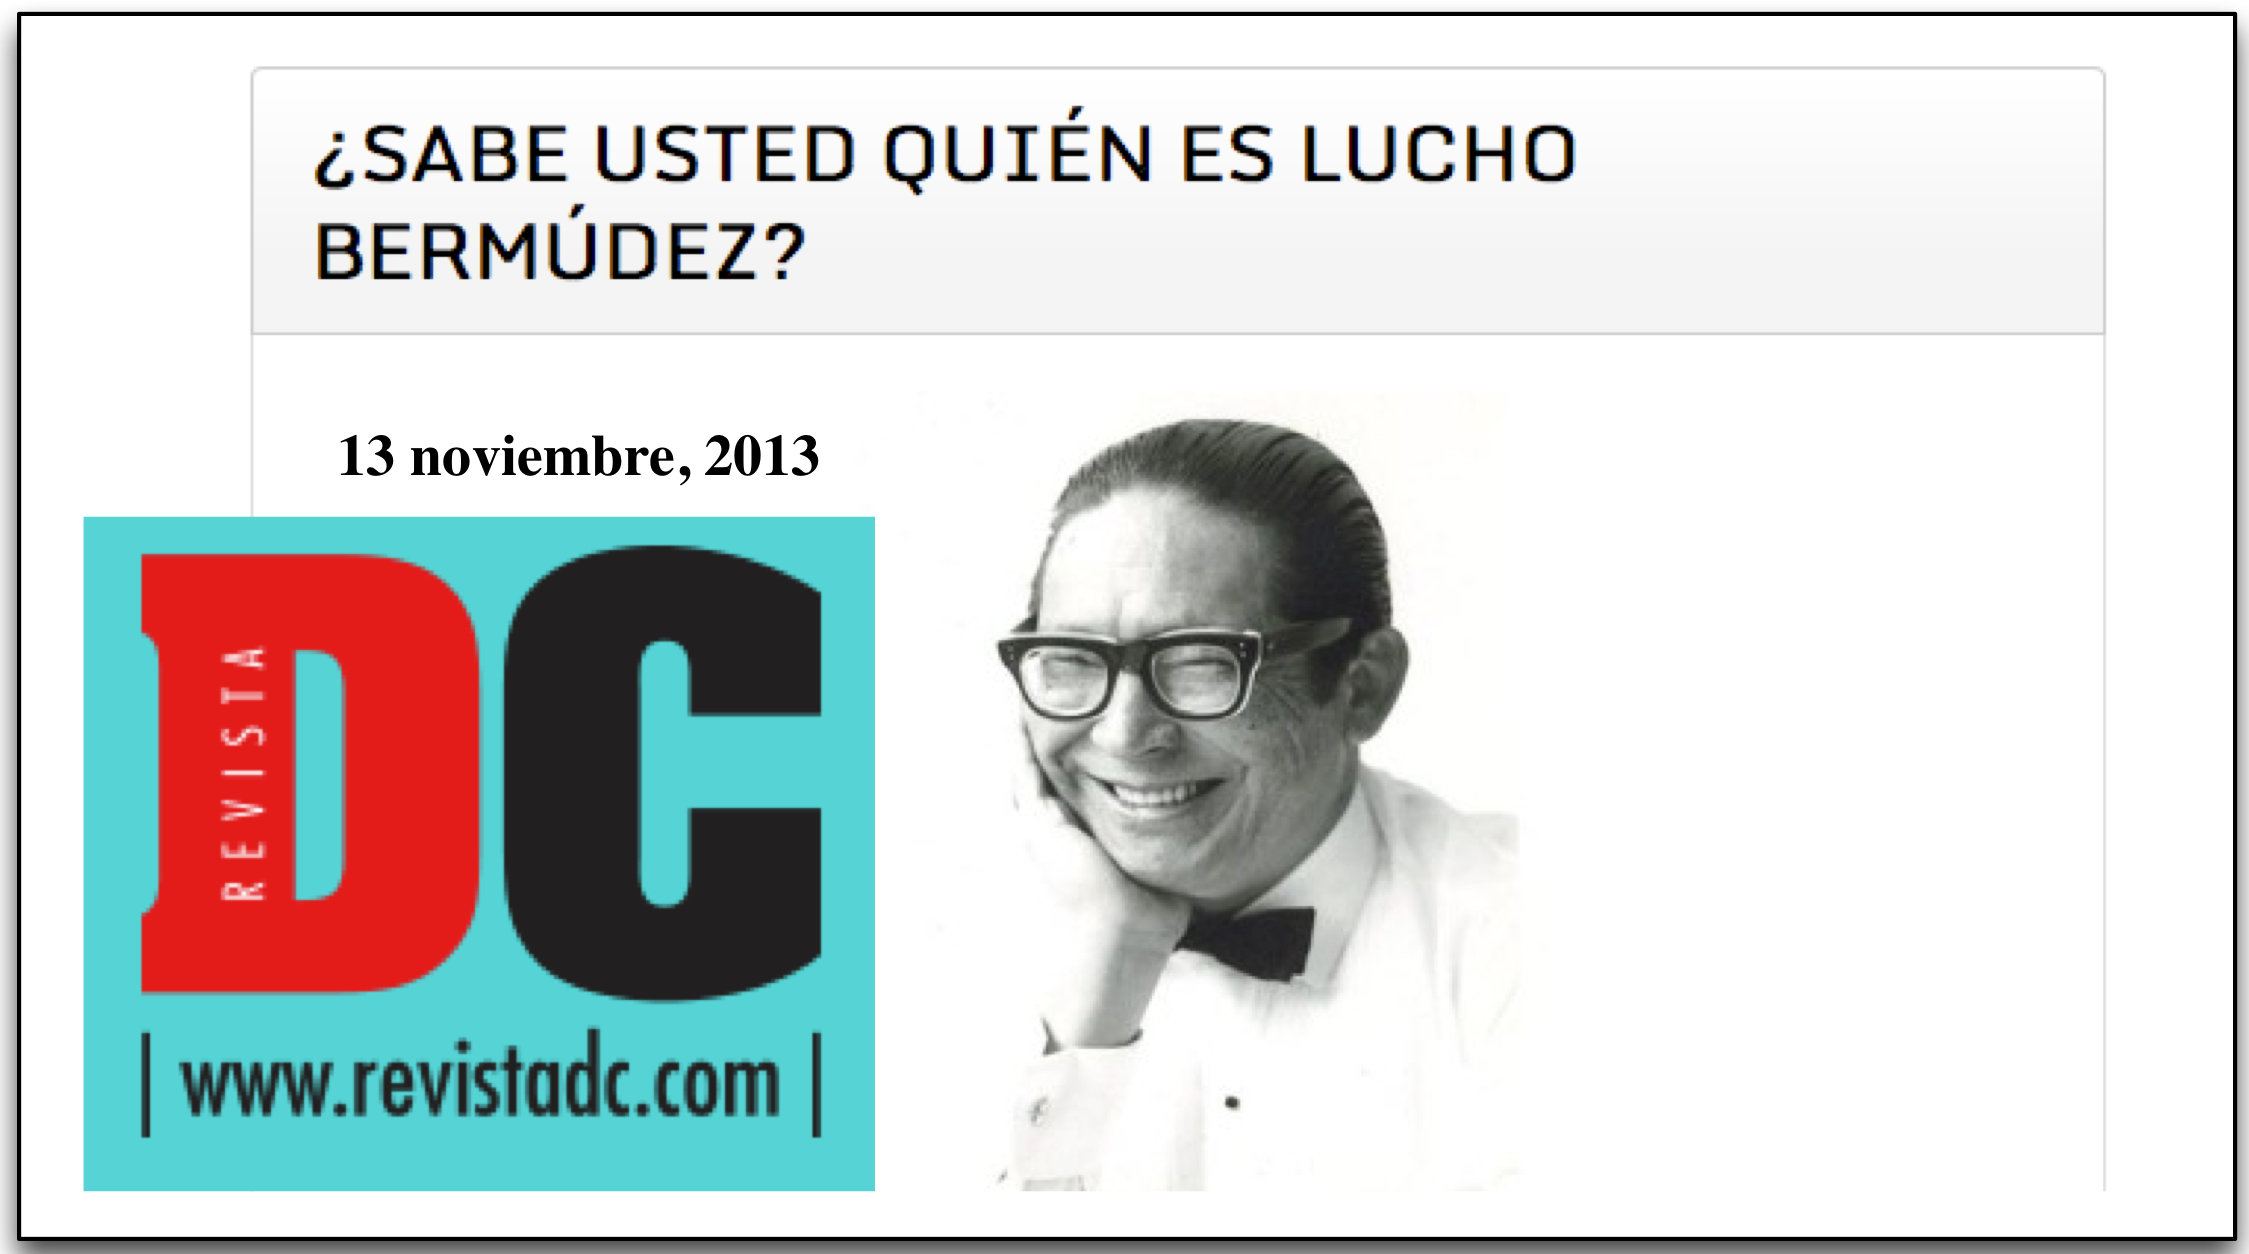 ¿SABE USTED QUIÉN ES LUCHO
BERMÚDEZ?
13 noviembre, 2013
DC
REVISTA
| www.revistadc.com |